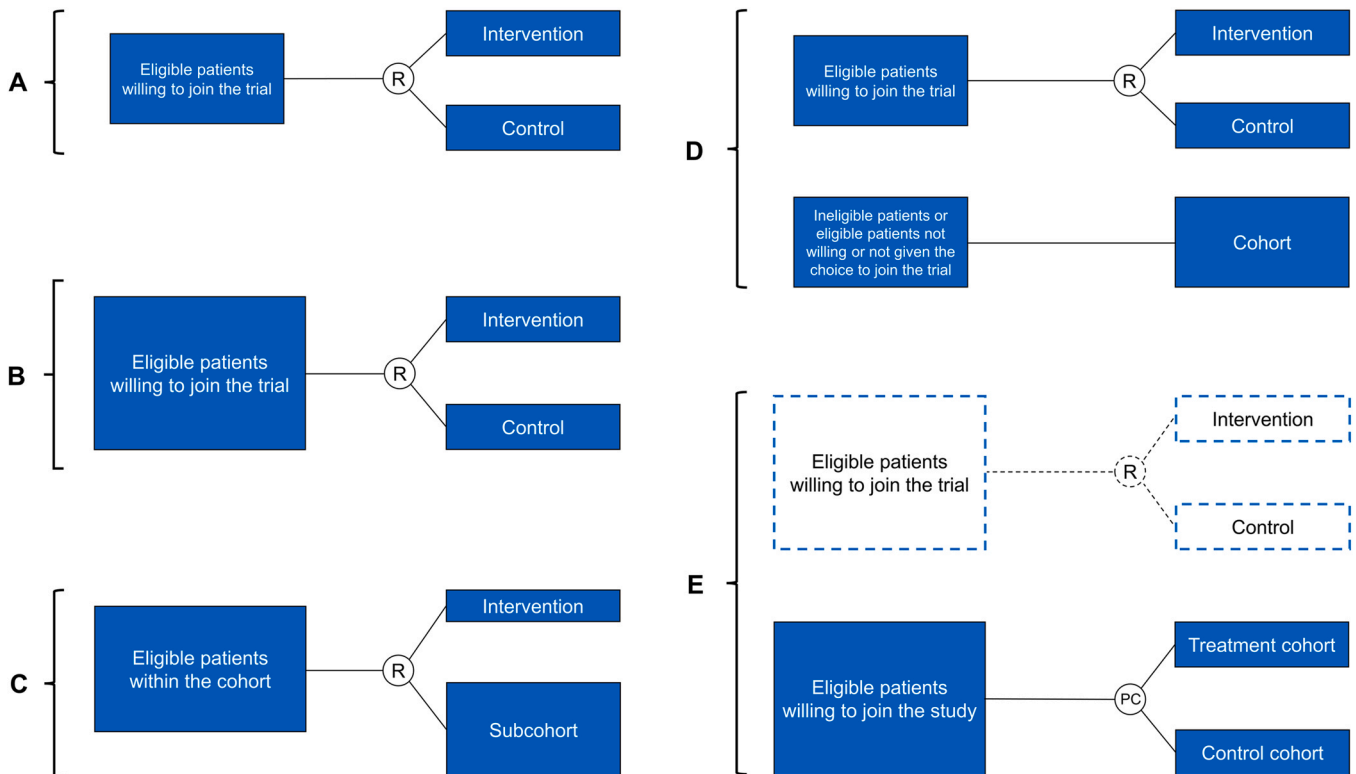 A
Eligible patients
willing to join the trial
R
Intervention
Control
B
Eligible patients
willing to join the trial
R
Intervention
Control
C
Eligible patients
within the cohort
R
Intervention
Subcohort
D
Eligible patients
willing to join the trial
R
Intervention
Control
Ineligible patients or
eligible patients not
willing or not given the
choice to join the trial
Cohort
E
Eligible patients
willing to join the trial
R
Intervention
Control
Eligible patients
willing to join the study
PC
Treatment cohort
Control cohort